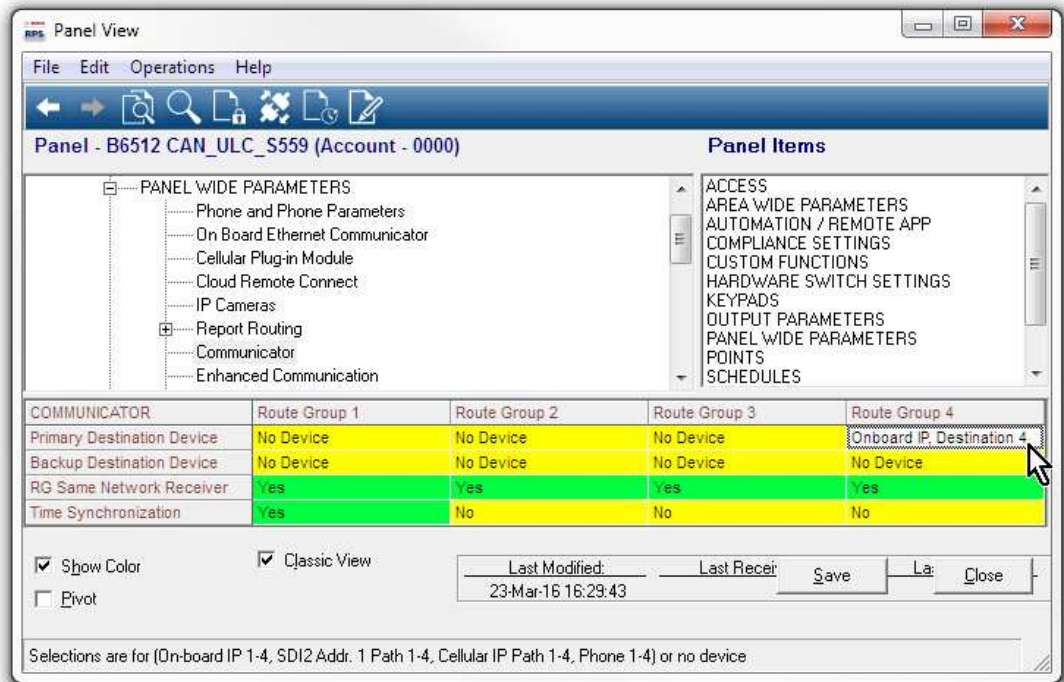 RPS Panel View
File Edit Operations Help
Panel - B6512 CAN_ULC_S559 (Account - 0000) Panel Items
PANEL WIDE PARAMETERS
Phone and Phone Parameters
On Board Ethernet Communicator
Cellular Plug-in Module
Cloud Remote Connect
IP Cameras
Report Routing
Communicator
Enhanced Communication
ACCESS
AREA WIDE PARAMETERS
AUTOMATION / REMOTE APP
COMPLIANCE SETTINGS
CUSTOM FUNCTIONS
HARDWARE SWITCH SETTINGS
KEYPADS
OUTPUT PARAMETERS
PANEL WIDE PARAMETERS
POINTS
SCHEDULES
COMMUNICATOR Route Group 1 Route Group 2 Route Group 3 Route Group 4
Primary Destination Device No Device No Device No Device Onboard IP, Destination 4
Backup Destination Device No Device No Device No Device No Device
RG Same Network Receiver Yes Yes Yes Yes
Time Synchronization Yes No No No
Show Color Classic View Last Modified: Last Recei Save La Close
Pivot 23-Mar-16 16:29:43
Selections are for (On-board IP 1-4, SDI2 Addr. 1 Path 1-4, Cellular IP Path 1-4, Phone 1-4) or no device